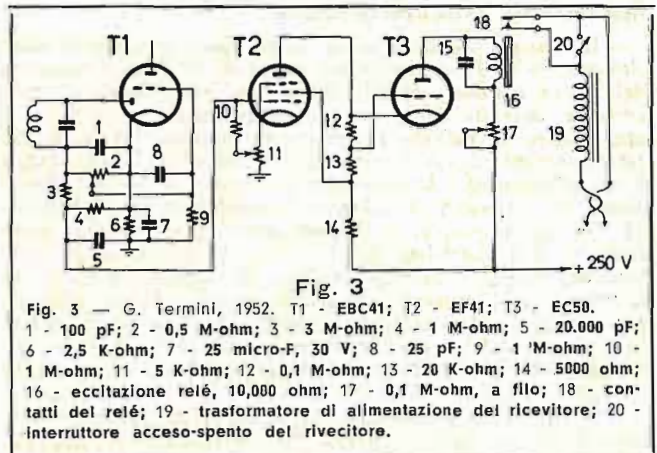 T1 T2 T3
18
15
20
16
17
19
10
11
12
13
14
1
2
8
3
4
6
7
9
5
+ 250 V
Fig. 3
Fig. 3 — G. Termini, 1952. T1 - EBC41; T2 - EF41; T3 - EC50.
1 - 100 pF; 2 - 0,5 M-ohm; 3 - 3 M-ohm; 4 - 1 M-ohm; 5 - 20.000 pF;
6 - 2,5 K-ohm; 7 - 25 micro-F, 30 V; 8 - 25 pF; 9 - 1 M-ohm; 10 -
1 M-ohm; 11 - 5 K-ohm; 12 - 0,1 M-ohm; 13 - 20 K-ohm; 14 - 5000 ohm;
16 - eccitazione relé, 10,000 ohm; 17 - 0,1 M-ohm, a filo; 18 - con-
tatti del relé; 19 - trasformatore di alimentazione del ricevitore; 20 -
interruttore acceso-spento del rivecitore.